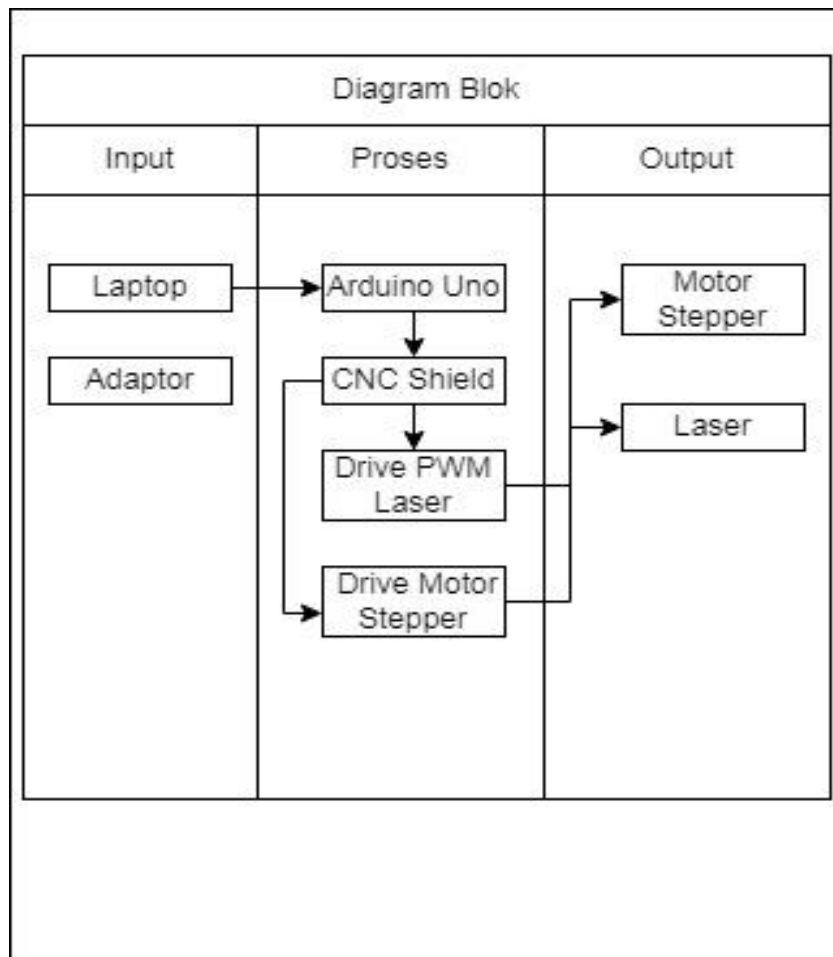 Diagram Blok
Input
Proses
Output
Laptop
Arduino Uno
Motor
Stepper
Adaptor
CNC Shield
Laser
Drive PWM
Laser
Drive Motor
Stepper